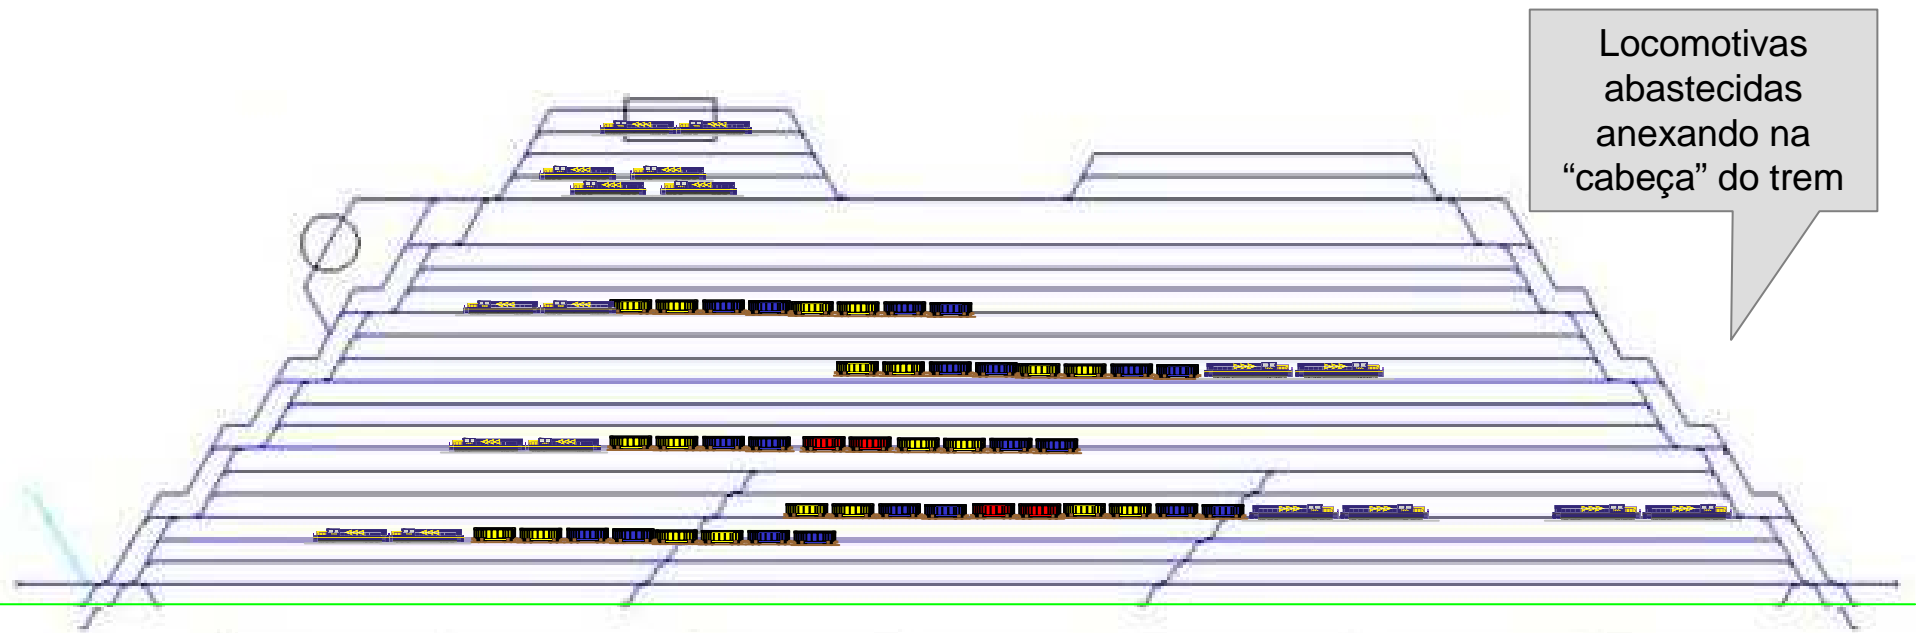 Locomotivas
abastecidas
anexando na
“cabeça” do trem